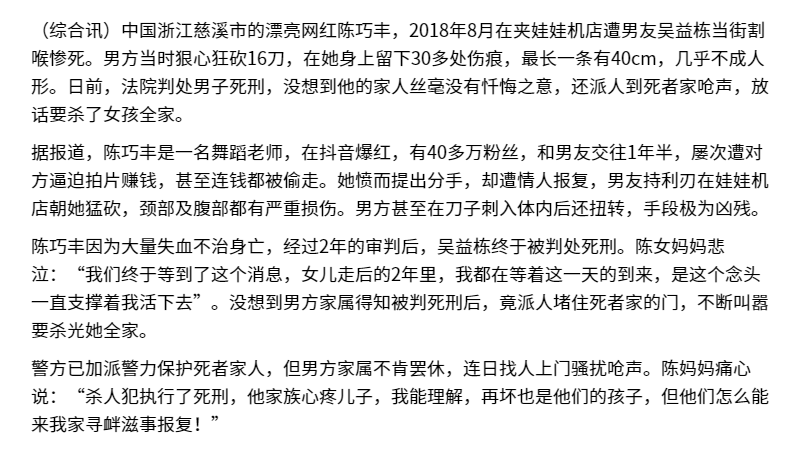 （综合讯）中国浙江慈溪市的漂亮网红陈巧丰，2018年8月在夹娃娃机店遭男友吴益栋当街割
喉惨死。男方当时狠心狂砍16刀，在她身上留下30多处伤痕，最长一条有40cm，几乎不成人
形。日前，法院判处男子死刑，没想到他的家人丝毫没有忏悔之意，还派人到死者家呛声，放
话要杀了女孩全家。
据报道，陈巧丰是一名舞蹈老师，在抖音爆红，有40多万粉丝，和男友交往1年半，屡次遭对
方逼迫拍片赚钱，甚至连钱都被偷走。她愤而提出分手，却遭情人报复，男友持利刃在娃娃机
店朝她猛砍，颈部及腹部都有严重损伤。男方甚至在刀子刺入体内后还扭转，手段极为凶残。
陈巧丰因为大量失血不治身亡，经过2年的审判后，吴益栋终于被判处死刑。陈女妈妈悲
泣：“我们终于等到了这个消息，女儿走后的2年里，我都在等着这一天的到来，是这个念头
一直支撑着我活下去”。没想到男方家属得知被判死刑后，竟派人堵住死者家的门，不断叫嚣
要杀光她全家。
警方已加派警力保护死者家人，但男方家属不肯罢休，连日找人上门骚扰呛声。陈妈妈痛心
说：“杀人犯执行了死刑，他家族心疼儿子，我能理解，再坏也是他们的孩子，但他们怎么能
来我家寻衅滋事报复！”